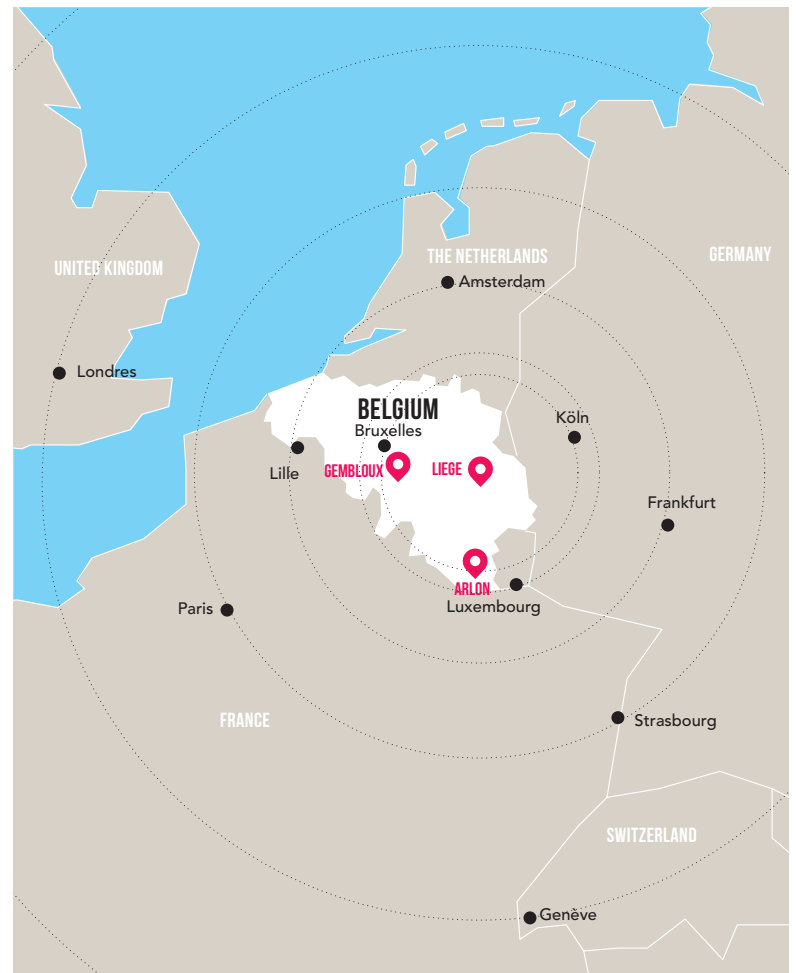 UNITED KINGDOM
THE NETHERLANDS
GERMANY
Amsterdam
Londres
BELGIUM
Bruxelles
Köln
Lille
GEMBLOUX
LIEGE
Frankfurt
ARLON
Luxembourg
Paris
FRANCE
Strasbourg
SWITZERLAND
Genève